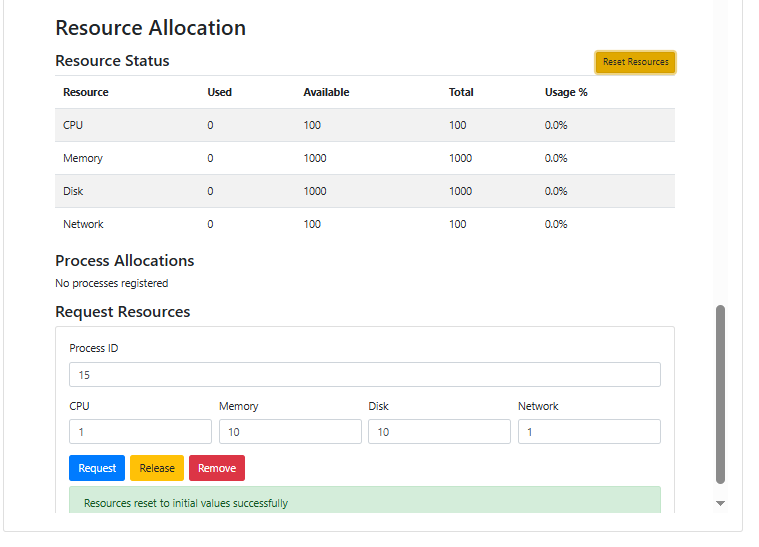 Resource Allocation
Resource Status
Reset Resources
Resource Used Available Total Usage %
CPU 0 100 100 0.0%
Memory 0 1000 1000 0.0%
Disk 0 1000 1000 0.0%
Network 0 100 100 0.0%
Process Allocations
No processes registered
Request Resources
Process ID
15
CPU Memory Disk Network
1 10 10 1
Request Release Remove
Resources reset to initial values successfully